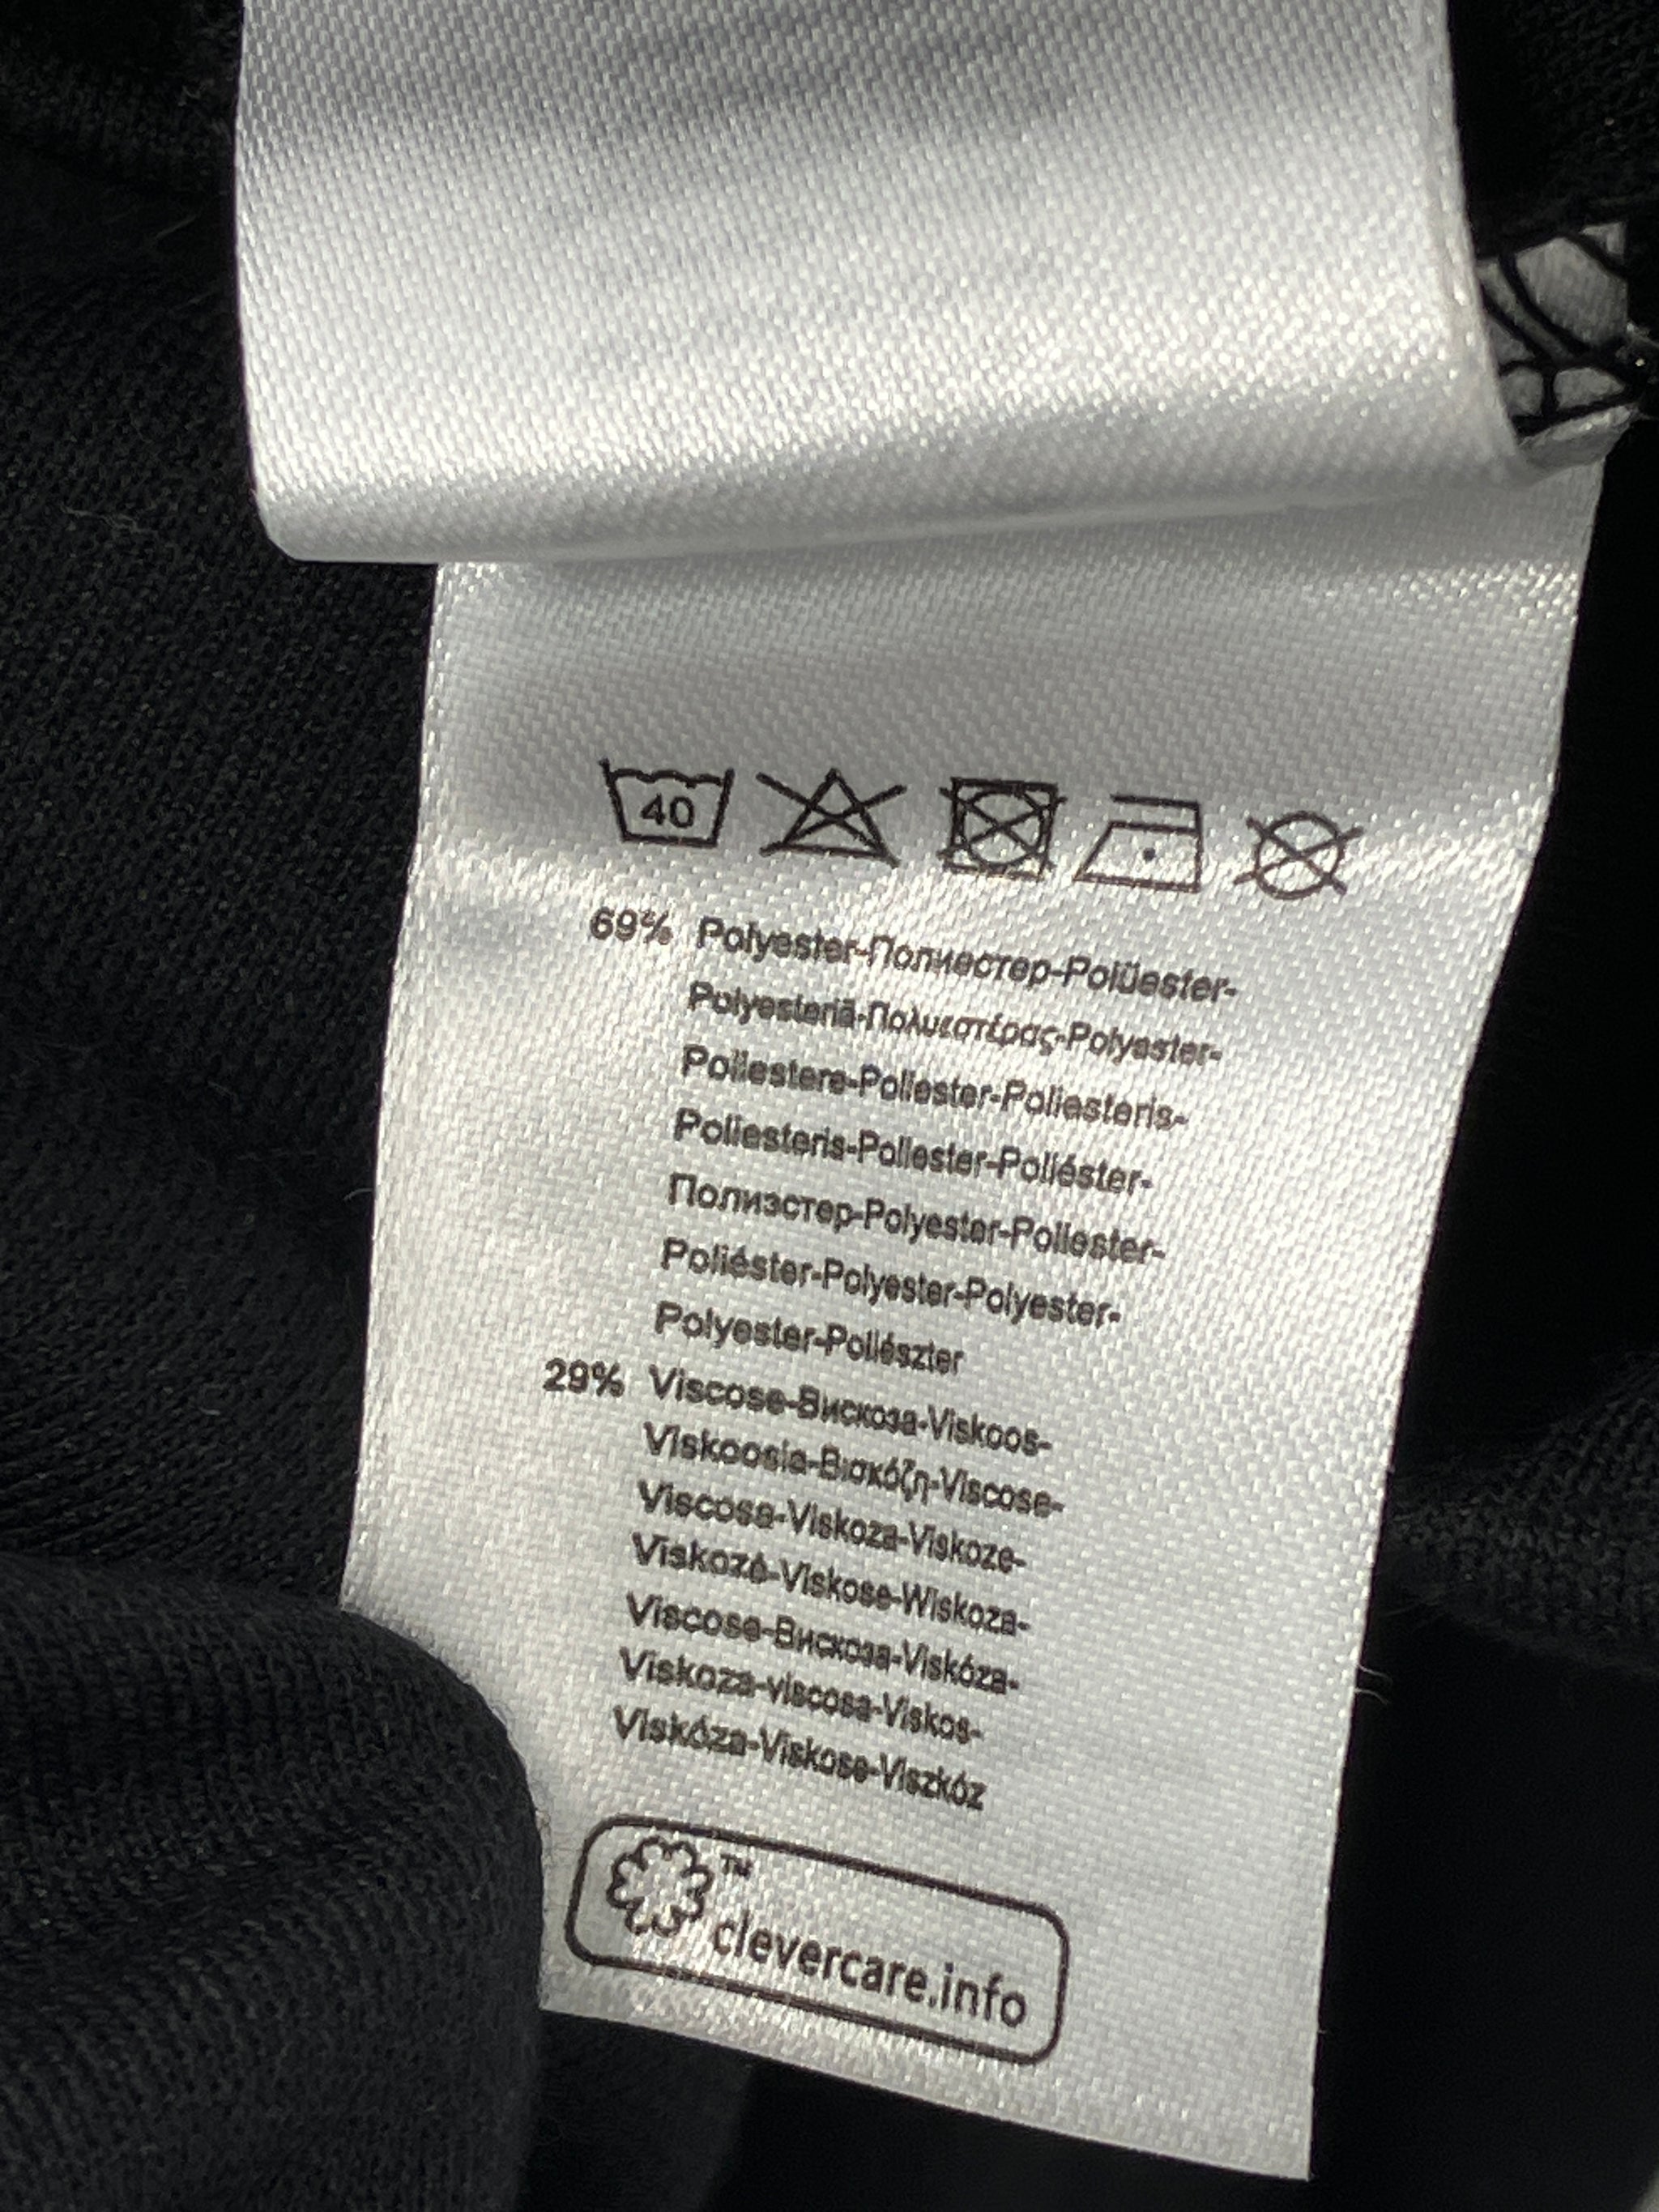 40
69% Polyester-Полиестер-Polüester-
Polyesteriä-Πολυεστέρας-Polyester-
Poliestere-Poliester-Poliesteris-
Poliesteris-Poliester-Poliéster-
Полиэстер-Polyester-Poliester-
Poliéster-Polyester-Polyester-
Polyester-Poliészter
29% Viscose-Вискоза-Viskoos-
Viskoosia-Βισκόζη-Viscose-
Viscosa-Viskoza-Viskoze-
Viskozė-Viskose-Wiskoza-
Viscose-Вискоза-Viskóza-
Viskoza-viscosa-Viskos-
Viskóza-Viskose-Viszkóz
™
clevercare.info